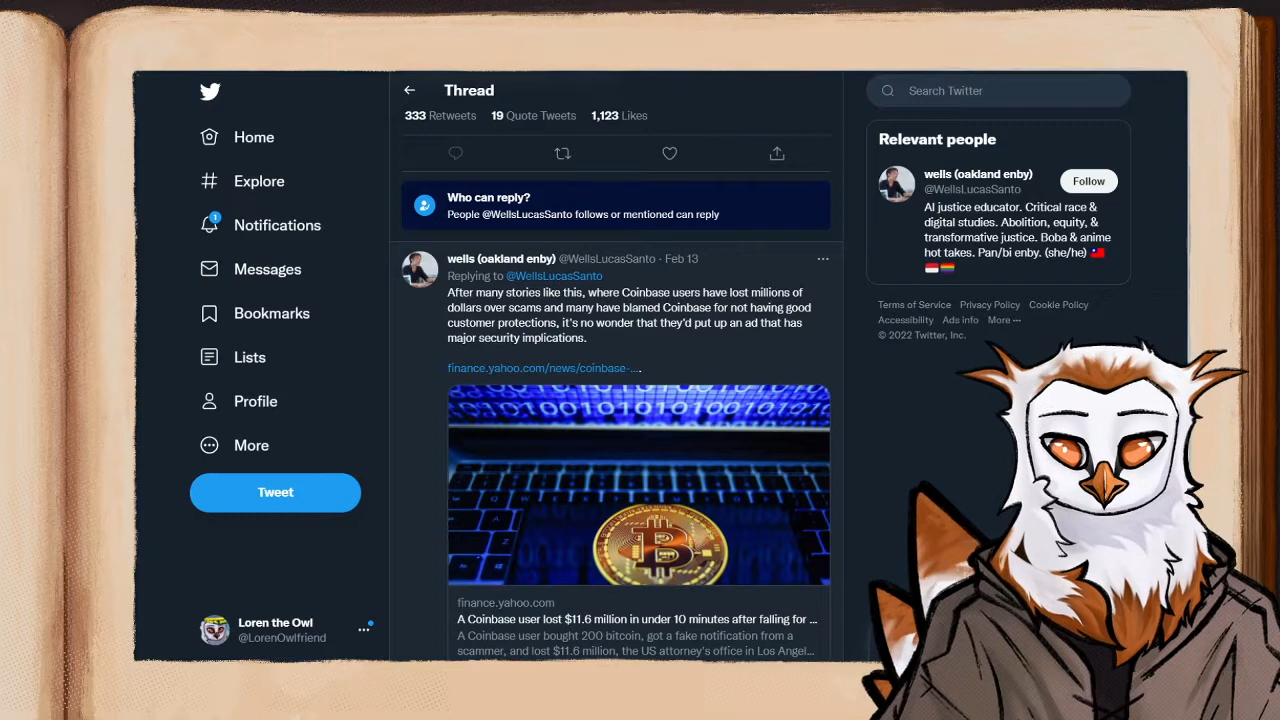 Home
Explore
1
Notifications
Messages
Bookmarks
Lists
Profile
More
Tweet
Loren the Owl
@LorenOwlfriend
Thread
333 Retweets 19 Quote Tweets 1,123 Likes
Who can reply?
People @WellsLucasSanto follows or mentioned can reply
wells (oakland enby) @WellsLucasSanto · Feb 13
Replying to @WellsLucasSanto
After many stories like this, where Coinbase users have lost millions of
dollars over scams and many have blamed Coinbase for not having good
customer protections, it's no wonder that they'd put up an ad that has
major security implications.
finance.yahoo.com/news/coinbase-....
finance.yahoo.com
A Coinbase user lost $11.6 million in under 10 minutes after falling for ...
A Coinbase user bought 200 bitcoin, got a fake notification from a
scammer, and lost $11.6 million, the US attorney's office in Los Angel...
Search Twitter
Relevant people
wells (oakland enby)
@WellsLucasSanto
Follow
AI justice educator. Critical race &
digital studies. Abolition, equity, &
transformative justice. Boba & anime
hot takes. Pan/bi enby. (she/he)
Terms of Service Privacy Policy Cookie Policy
Accessibility Ads info More ···
© 2022 Twitter, Inc.